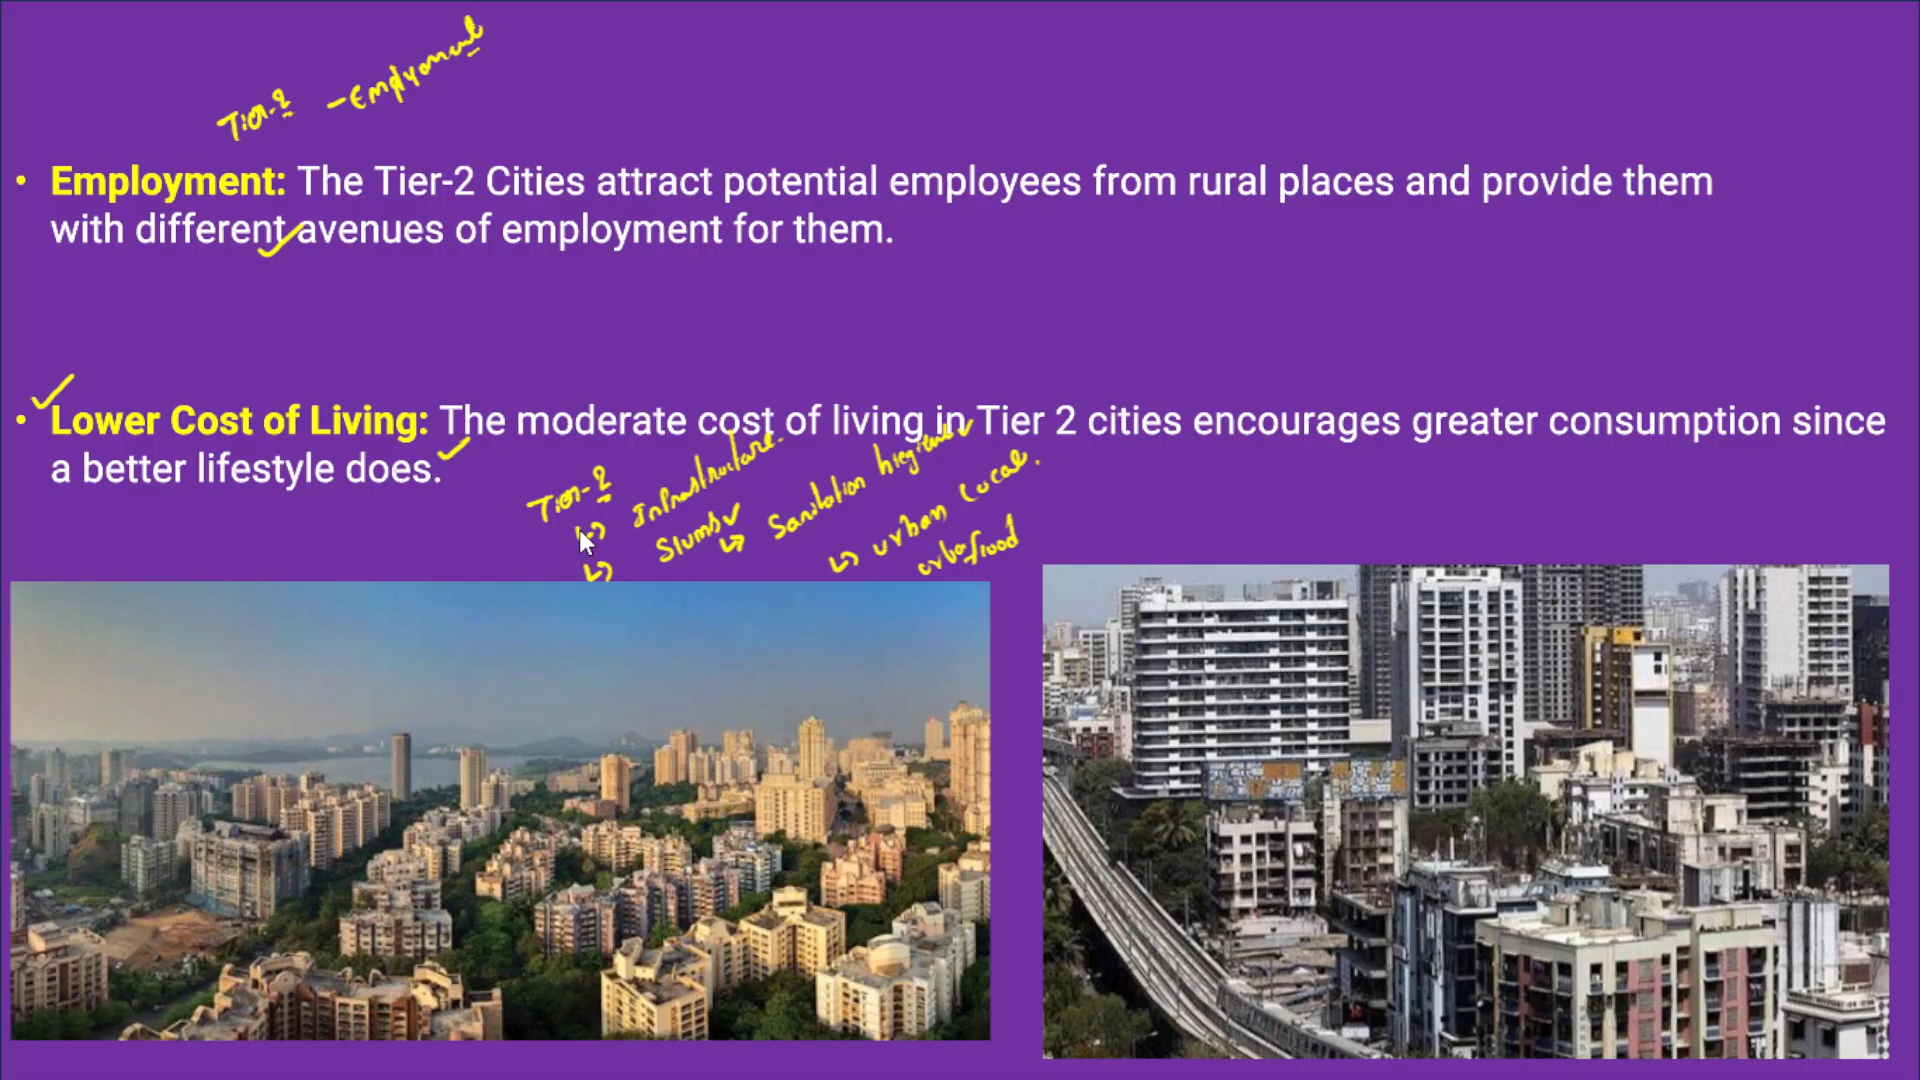 Tier-2 - Employment
• Employment: The Tier-2 Cities attract potential employees from rural places and provide them
with different avenues of employment for them.
• Lower Cost of Living: The moderate cost of living in Tier 2 cities encourages greater consumption since
a better lifestyle does.
Tier-2
Infrastructure
Slums
Sanitation
urban local
flood